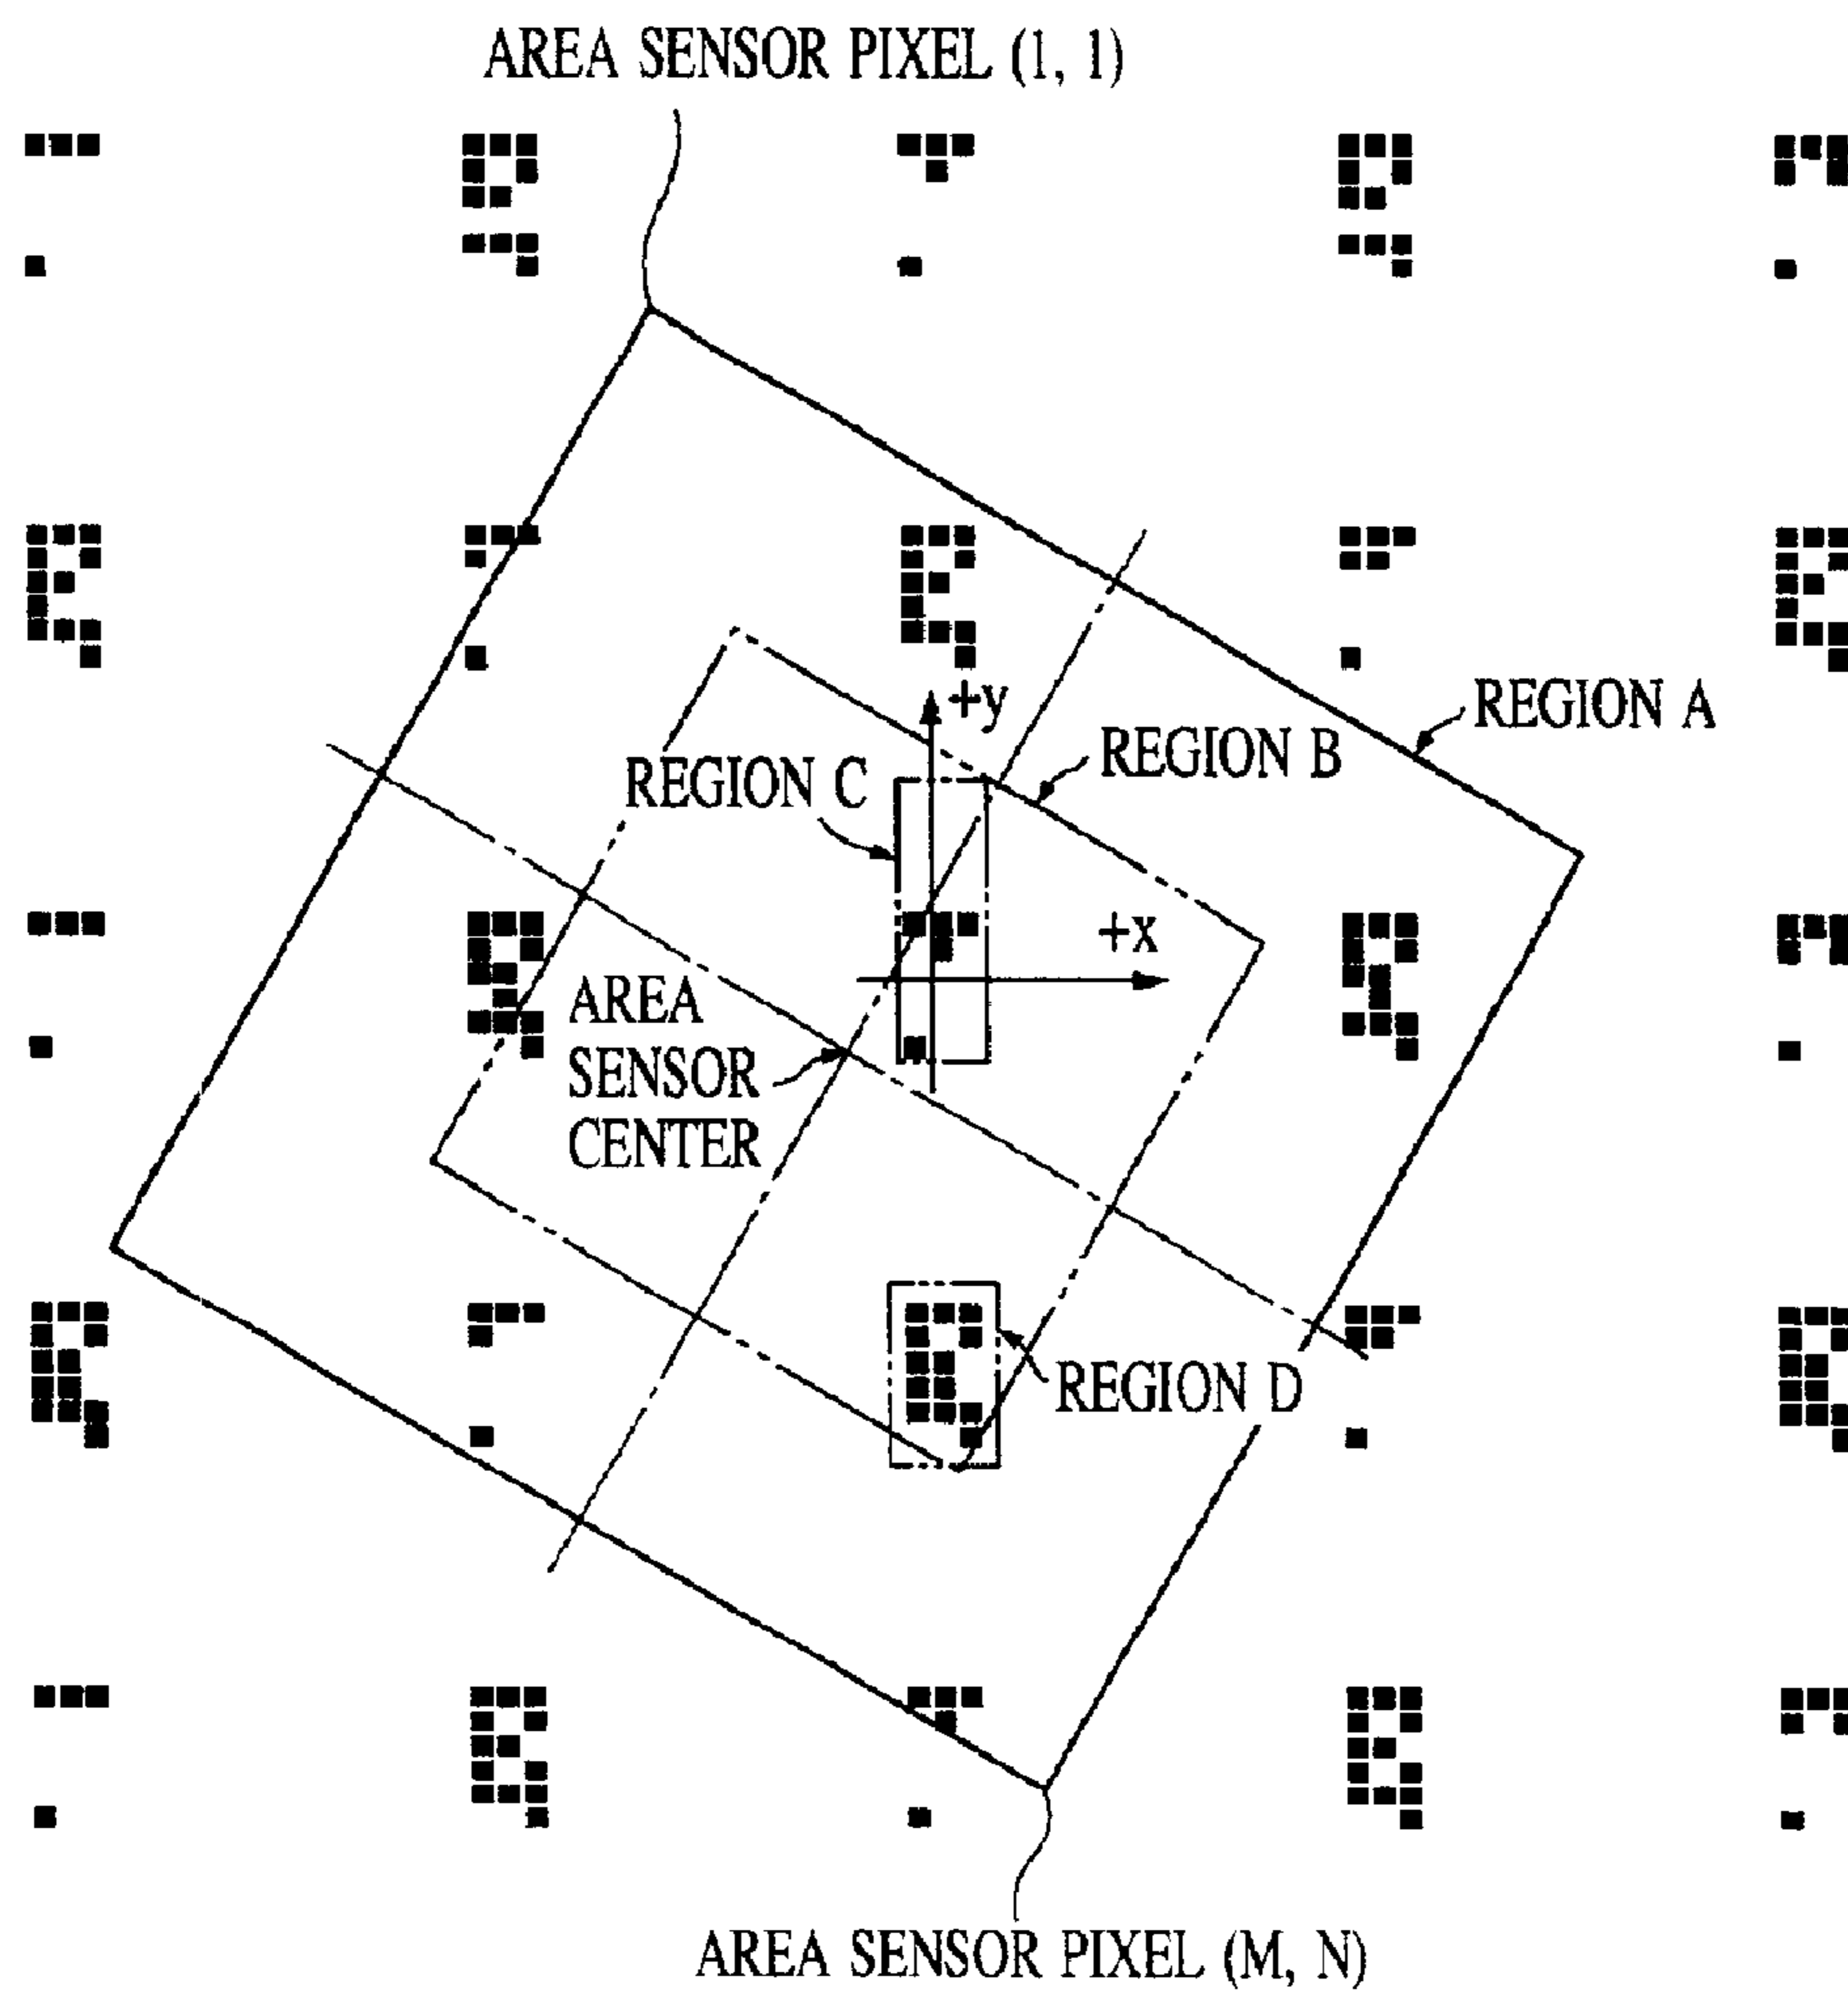 AREA SENSOR PIXEL (1, 1)
REGION A
+y
REGION B
REGION C
+x
AREA
SENSOR
CENTER
REGION D
AREA SENSOR PIXEL (M, N)